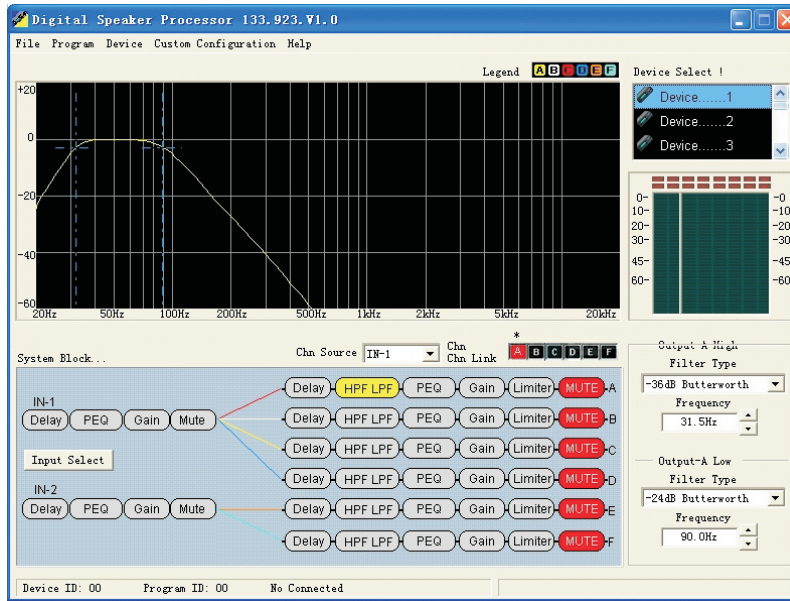 Digital Speaker Processor 133.923.V1.0
File Program Device Custom Configuration Help
Legend A B C D E F
Device Select !
Device.......1
Device.......2
Device.......3
+20
0
-20
-40
-60
20Hz 50Hz 100Hz 200Hz 500Hz 1kHz 2kHz 5kHz 20kHz
0- -0
10- -10
20- -20
30- -30
45- -45
60- -60
System Block...
Chn Source IN-1
Chn
Chn Link
*
A B C D E F
IN-1
Delay PEQ Gain Mute
Input Select
IN-2
Delay PEQ Gain Mute
Delay HPF LPF PEQ Gain Limiter MUTE A
Delay HPF LPF PEQ Gain Limiter MUTE B
Delay HPF LPF PEQ Gain Limiter MUTE C
Delay HPF LPF PEQ Gain Limiter MUTE D
Delay HPF LPF PEQ Gain Limiter MUTE E
Delay HPF LPF PEQ Gain Limiter MUTE F
Output-A High
Filter Type
-36dB Butterworth
Frequency
31.5Hz
Output-A Low
Filter Type
-24dB Butterworth
Frequency
90.0Hz
Device ID: 00 Program ID: 00 No Connected